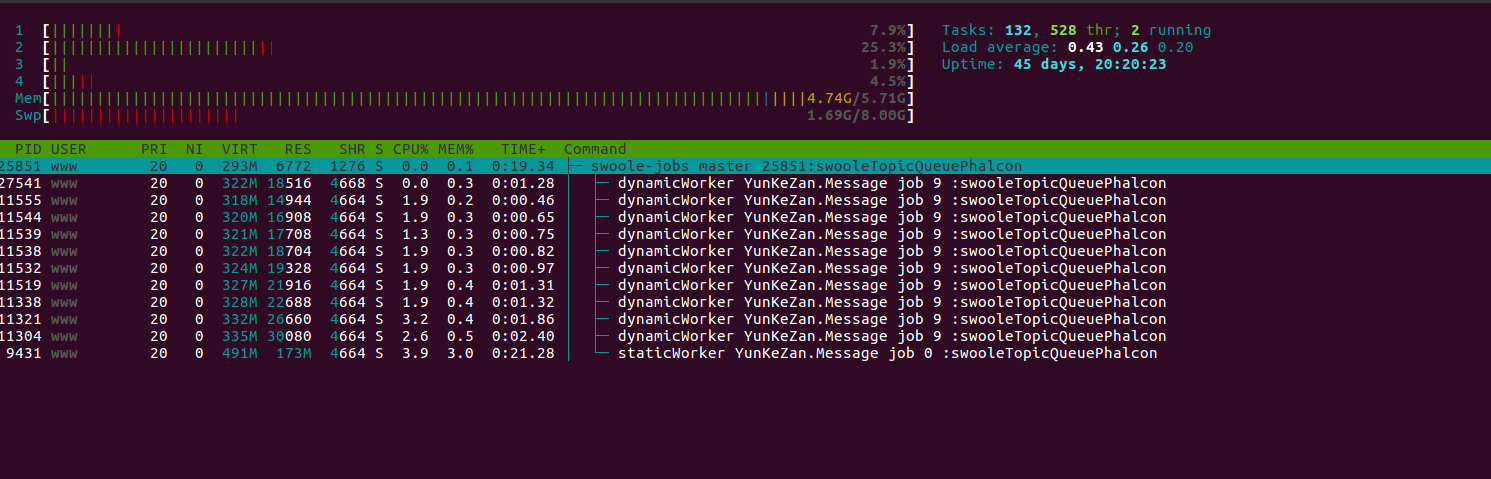 1 [||||||||| 7.9%] Tasks: 132, 528 thr; 2 running
2 [||||||||||||||||||||||||| 25.3%] Load average: 0.43 0.26 0.20
3 [|| 1.9%] Uptime: 45 days, 20:20:23
4 [||||| 4.5%]
Mem[||||||||||||||||||||||||||||||||||||||||||||||||||||||||||||||||||||||||||||||||||||4.74G/5.71G]
Swp[||||||||||||||||||||| 1.69G/8.00G]
PID USER PRI NI VIRT RES SHR S CPU% MEM% TIME+ Command
25851 www 20 0 293M 6772 1276 S 0.0 0.1 0:19.34 ├─ swoole-jobs master 25851:swooleTopicQueuePhalcon
27541 www 20 0 322M 18516 4668 S 0.0 0.3 0:01.28 │ ├─ dynamicWorker YunKeZan.Message job 9 :swooleTopicQueuePhalcon
11555 www 20 0 318M 14944 4664 S 1.9 0.2 0:00.46 │ ├─ dynamicWorker YunKeZan.Message job 9 :swooleTopicQueuePhalcon
11544 www 20 0 320M 16908 4664 S 1.9 0.3 0:00.65 │ ├─ dynamicWorker YunKeZan.Message job 9 :swooleTopicQueuePhalcon
11539 www 20 0 321M 17708 4664 S 1.3 0.3 0:00.75 │ ├─ dynamicWorker YunKeZan.Message job 9 :swooleTopicQueuePhalcon
11538 www 20 0 322M 18704 4664 S 1.9 0.3 0:00.82 │ ├─ dynamicWorker YunKeZan.Message job 9 :swooleTopicQueuePhalcon
11532 www 20 0 324M 19328 4664 S 1.9 0.3 0:00.97 │ ├─ dynamicWorker YunKeZan.Message job 9 :swooleTopicQueuePhalcon
11519 www 20 0 327M 21916 4664 S 1.9 0.4 0:01.31 │ ├─ dynamicWorker YunKeZan.Message job 9 :swooleTopicQueuePhalcon
11338 www 20 0 328M 22688 4664 S 1.9 0.4 0:01.32 │ ├─ dynamicWorker YunKeZan.Message job 9 :swooleTopicQueuePhalcon
11321 www 20 0 332M 26660 4664 S 3.2 0.4 0:01.86 │ ├─ dynamicWorker YunKeZan.Message job 9 :swooleTopicQueuePhalcon
11304 www 20 0 335M 30080 4664 S 2.6 0.5 0:02.40 │ ├─ dynamicWorker YunKeZan.Message job 9 :swooleTopicQueuePhalcon
9431 www 20 0 491M 173M 4664 S 3.9 3.0 0:21.28 │ └─ staticWorker YunKeZan.Message job 0 :swooleTopicQueuePhalcon